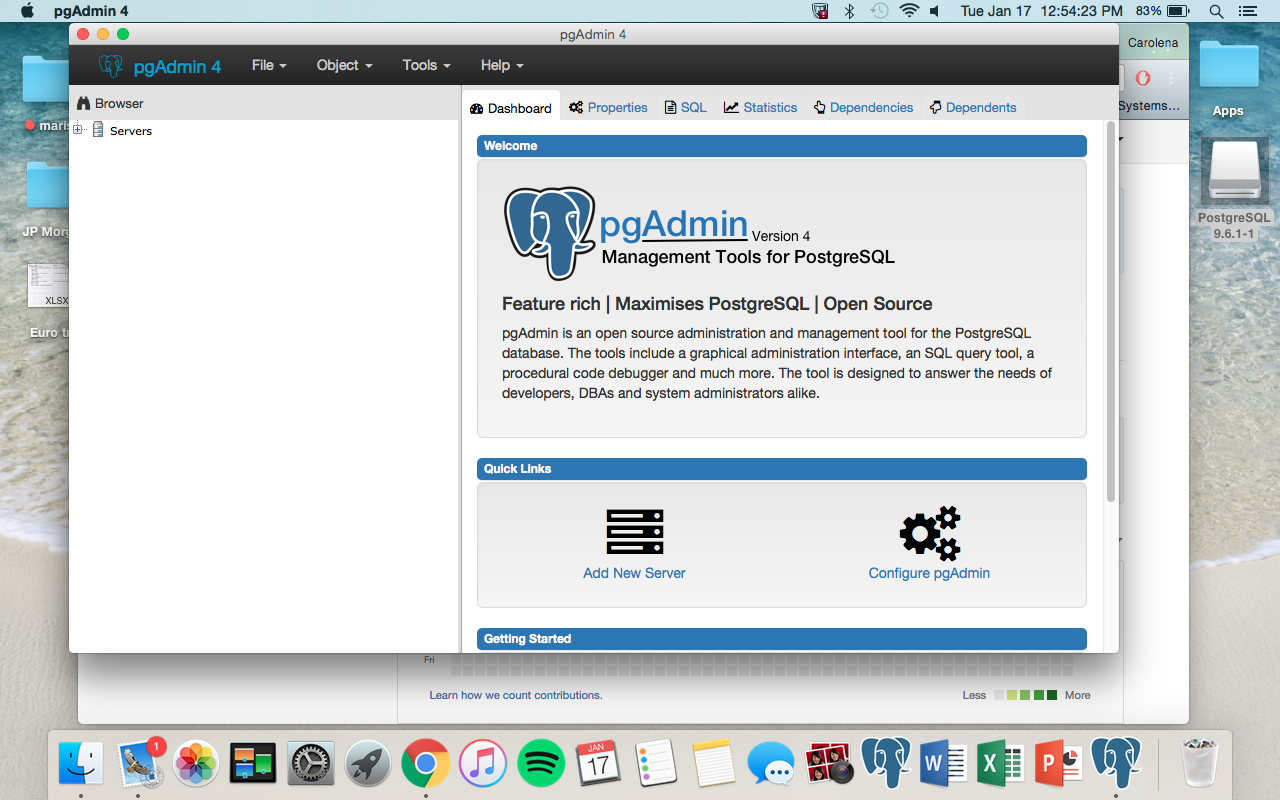 pgAdmin 4
Tue Jan 17 12:54:23 PM 83%
pgAdmin 4
Carolena
pgAdmin 4 File Object Tools Help
Systems...
Apps
Browser
Servers
Dashboard Properties SQL Statistics Dependencies Dependents
Welcome
pgAdmin Version 4
Management Tools for PostgreSQL
Feature rich | Maximises PostgreSQL | Open Source
pgAdmin is an open source administration and management tool for the PostgreSQL
database. The tools include a graphical administration interface, an SQL query tool, a
procedural code debugger and much more. The tool is designed to answer the needs of
developers, DBAs and system administrators alike.
Quick Links
Add New Server Configure pgAdmin
Getting Started
maris
JP Morg
XLSX
Euro tr
PostgreSQL
9.6.1-1
Fri
Learn how we count contributions. Less More
1
JAN
17
W X P